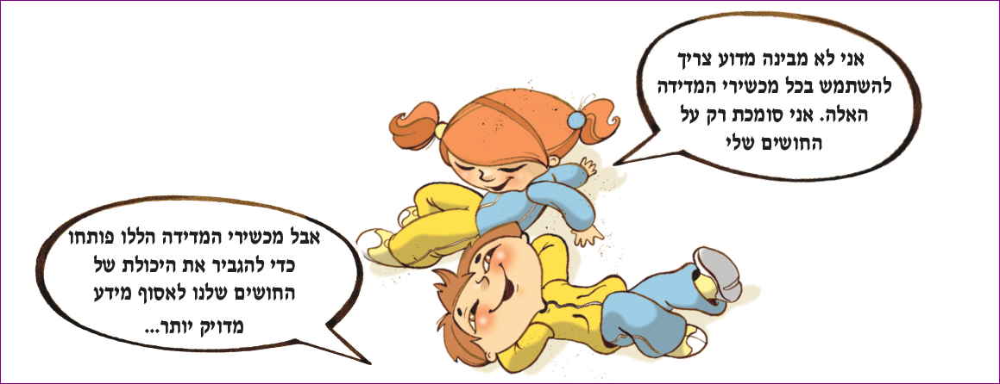 אני לא מבינה מדוע צריך
להשתמש בכל מכשירי המדידה
האלה. אני סומכת רק על
החושים שלי
אבל מכשירי המדידה הללו פותחו
כדי להגביר את היכולת של
החושים שלנו לאסוף מידע
מדויק יותר...